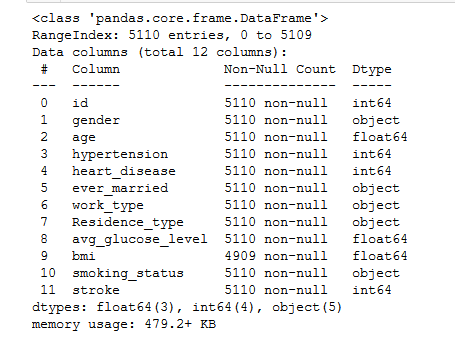 <class 'pandas.core.frame.DataFrame'>
RangeIndex: 5110 entries, 0 to 5109
Data columns (total 12 columns):
 #   Column             Non-Null Count  Dtype
---  ------             --------------  -----
 0   id                 5110 non-null   int64
 1   gender             5110 non-null   object
 2   age                5110 non-null   float64
 3   hypertension       5110 non-null   int64
 4   heart_disease      5110 non-null   int64
 5   ever_married       5110 non-null   object
 6   work_type          5110 non-null   object
 7   Residence_type     5110 non-null   object
 8   avg_glucose_level  5110 non-null   float64
 9   bmi                4909 non-null   float64
 10  smoking_status     5110 non-null   object
 11  stroke             5110 non-null   int64
dtypes: float64(3), int64(4), object(5)
memory usage: 479.2+ KB